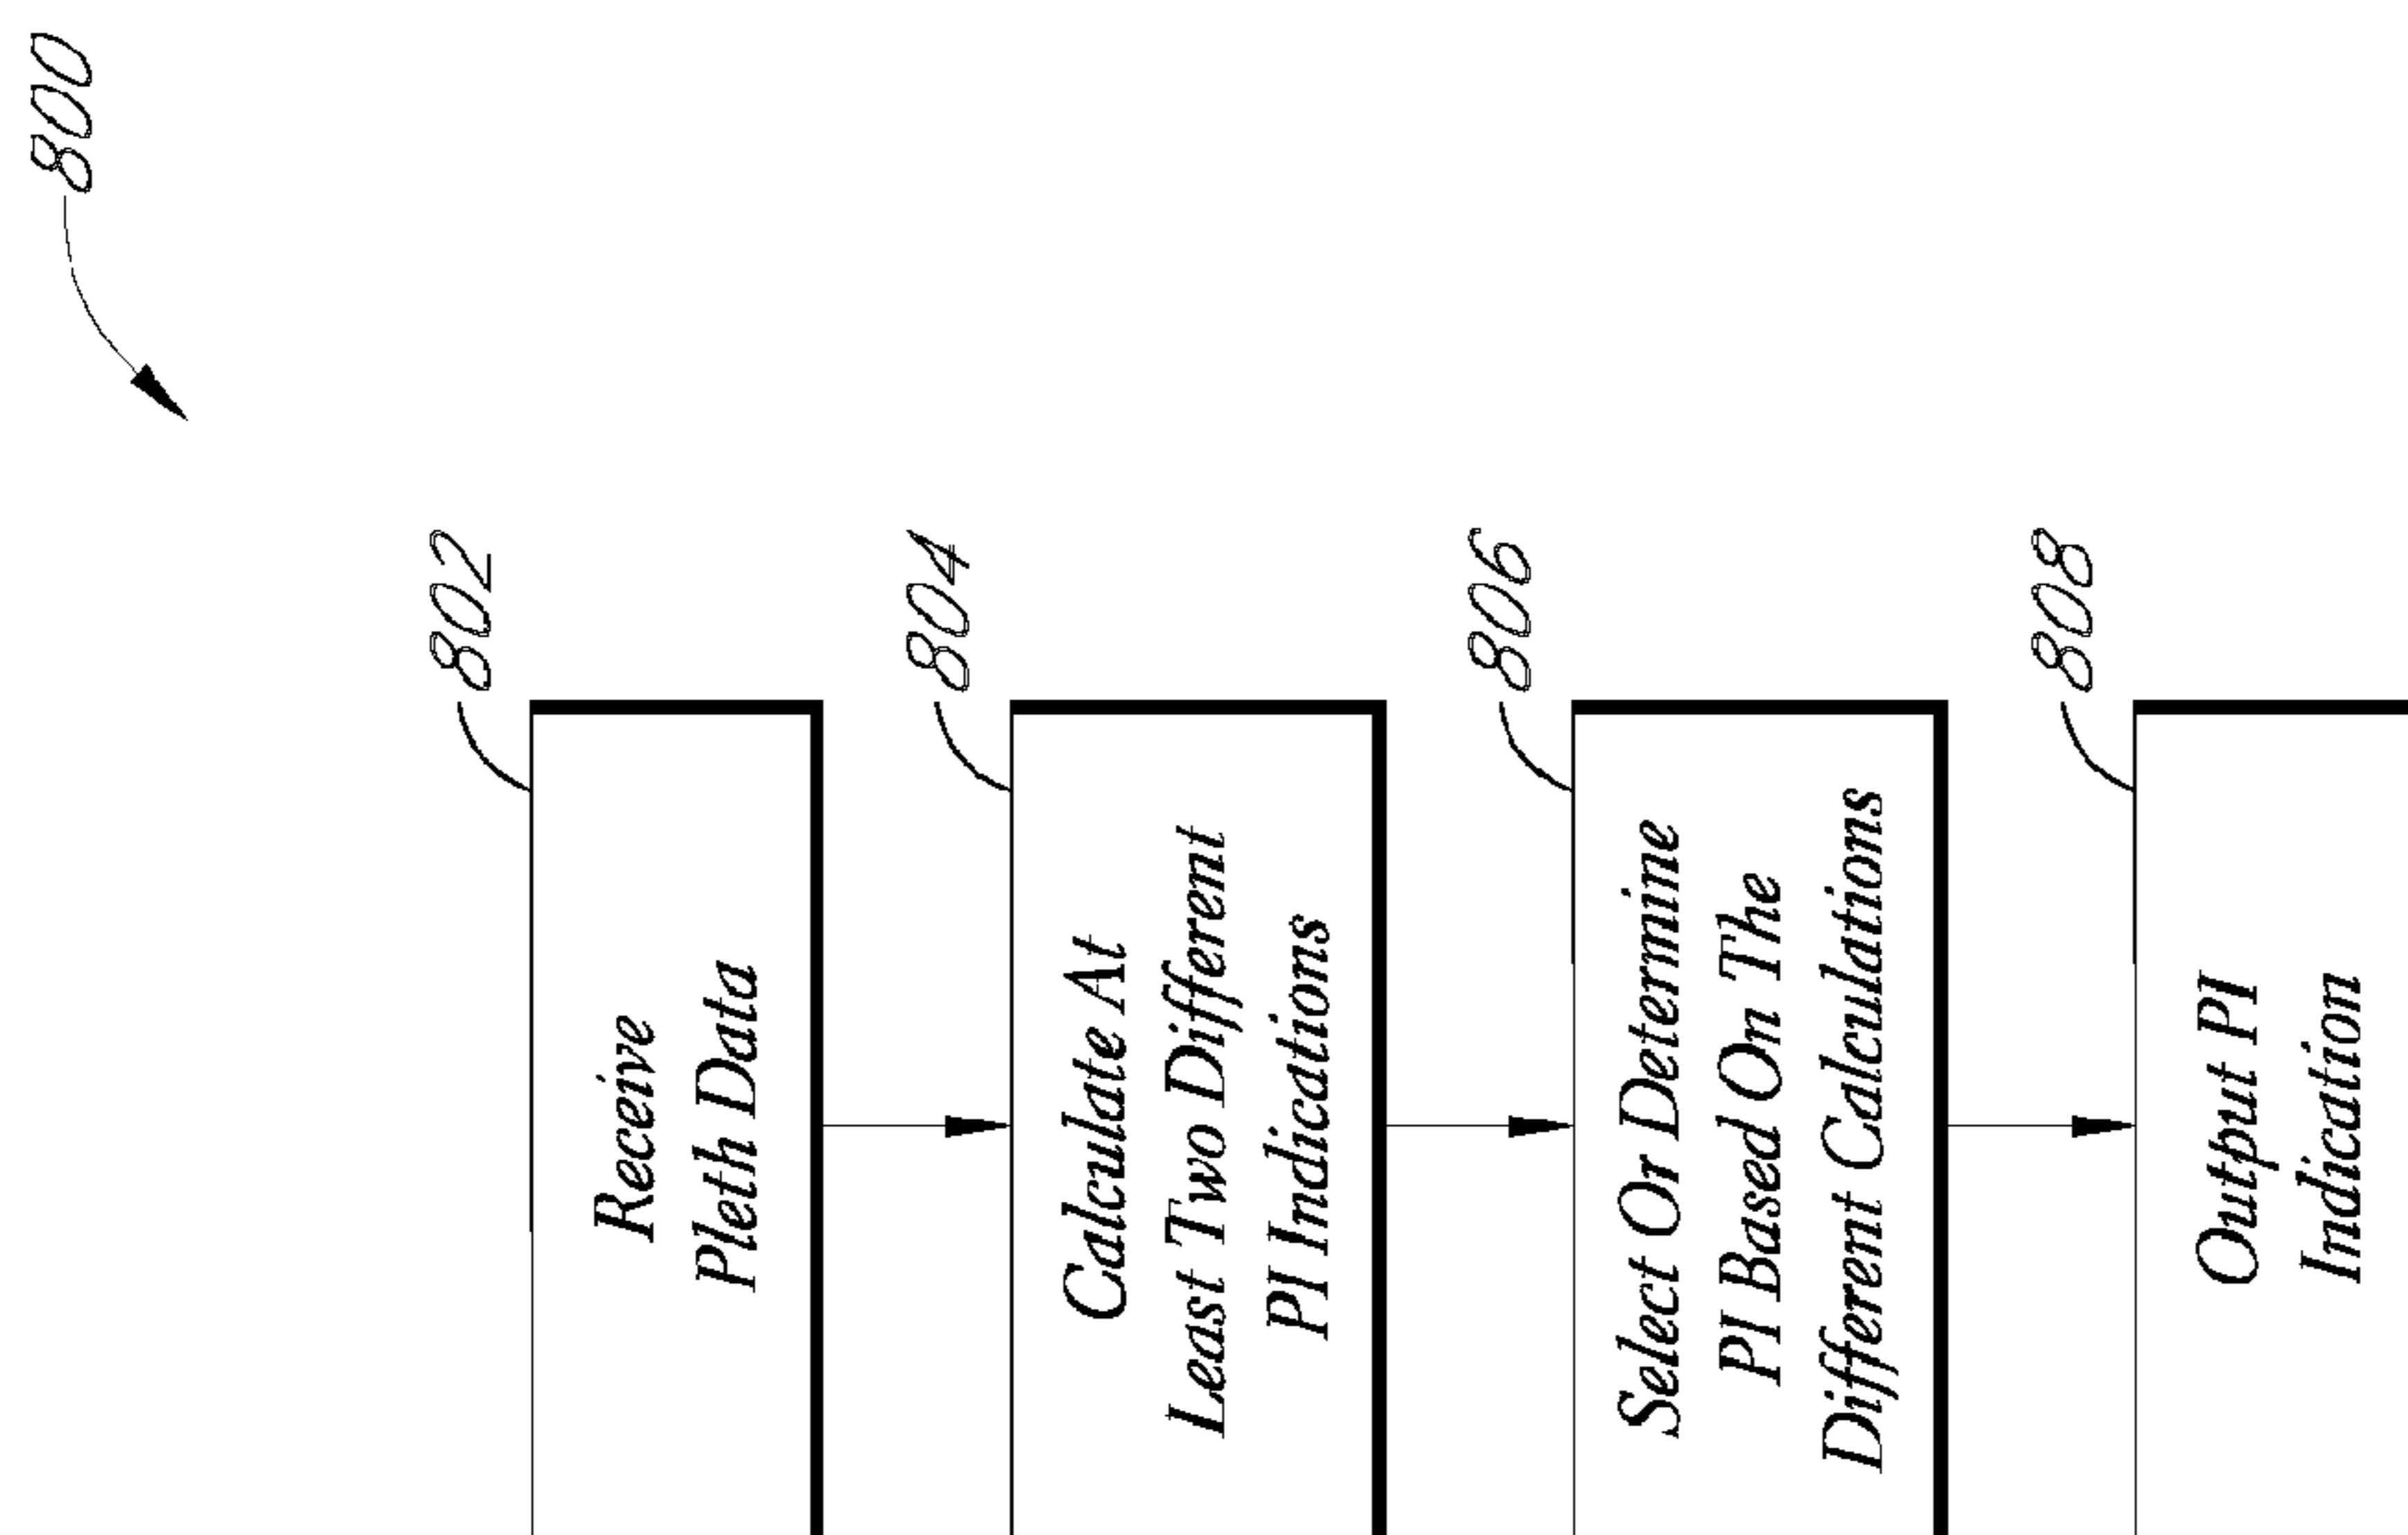 800
802
Receive
Pleth Data
804
Calculate At
Least Two Different
PI Indications
806
Select Or Determine
PI Based On The
Different Calculations
808
Output PI
Indication